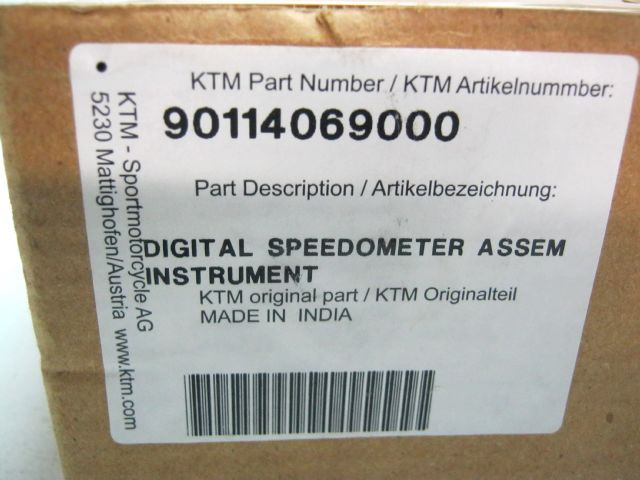 KTM Part Number / KTM Artikelnummber:
90114069000
Part Description / Artikelbezeichnung:
DIGITAL SPEEDOMETER ASSEM
INSTRUMENT
KTM original part / KTM Originalteil
MADE IN INDIA
KTM - Sportmotorcycle AG
5230 Mattighofen/Austria www.ktm.com